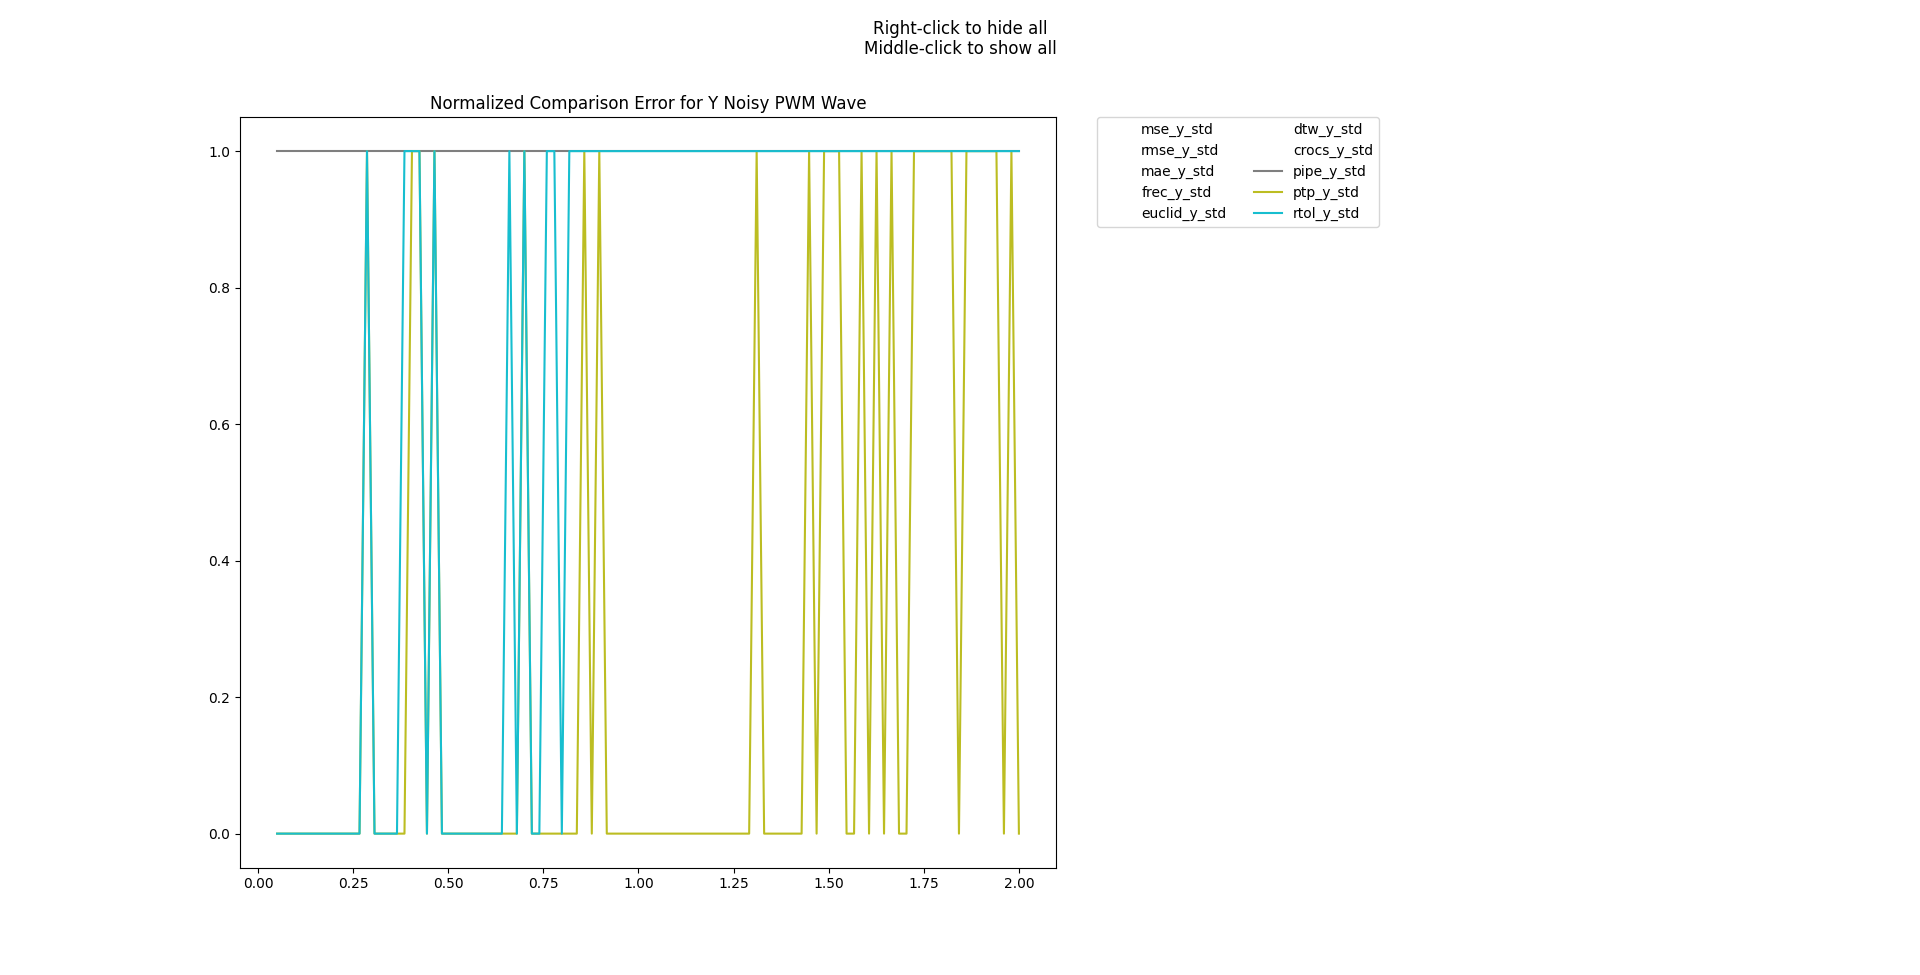 Right-click to hide all
Middle-click to show all
Normalized Comparison Error for Y Noisy PWM Wave
1.0
0.8
0.6
0.4
0.2
0.0
0.00 0.25 0.50 0.75 1.00 1.25 1.50 1.75 2.00
mse_y_std dtw_y_std
rmse_y_std crocs_y_std
mae_y_std pipe_y_std
frec_y_std ptp_y_std
euclid_y_std rtol_y_std